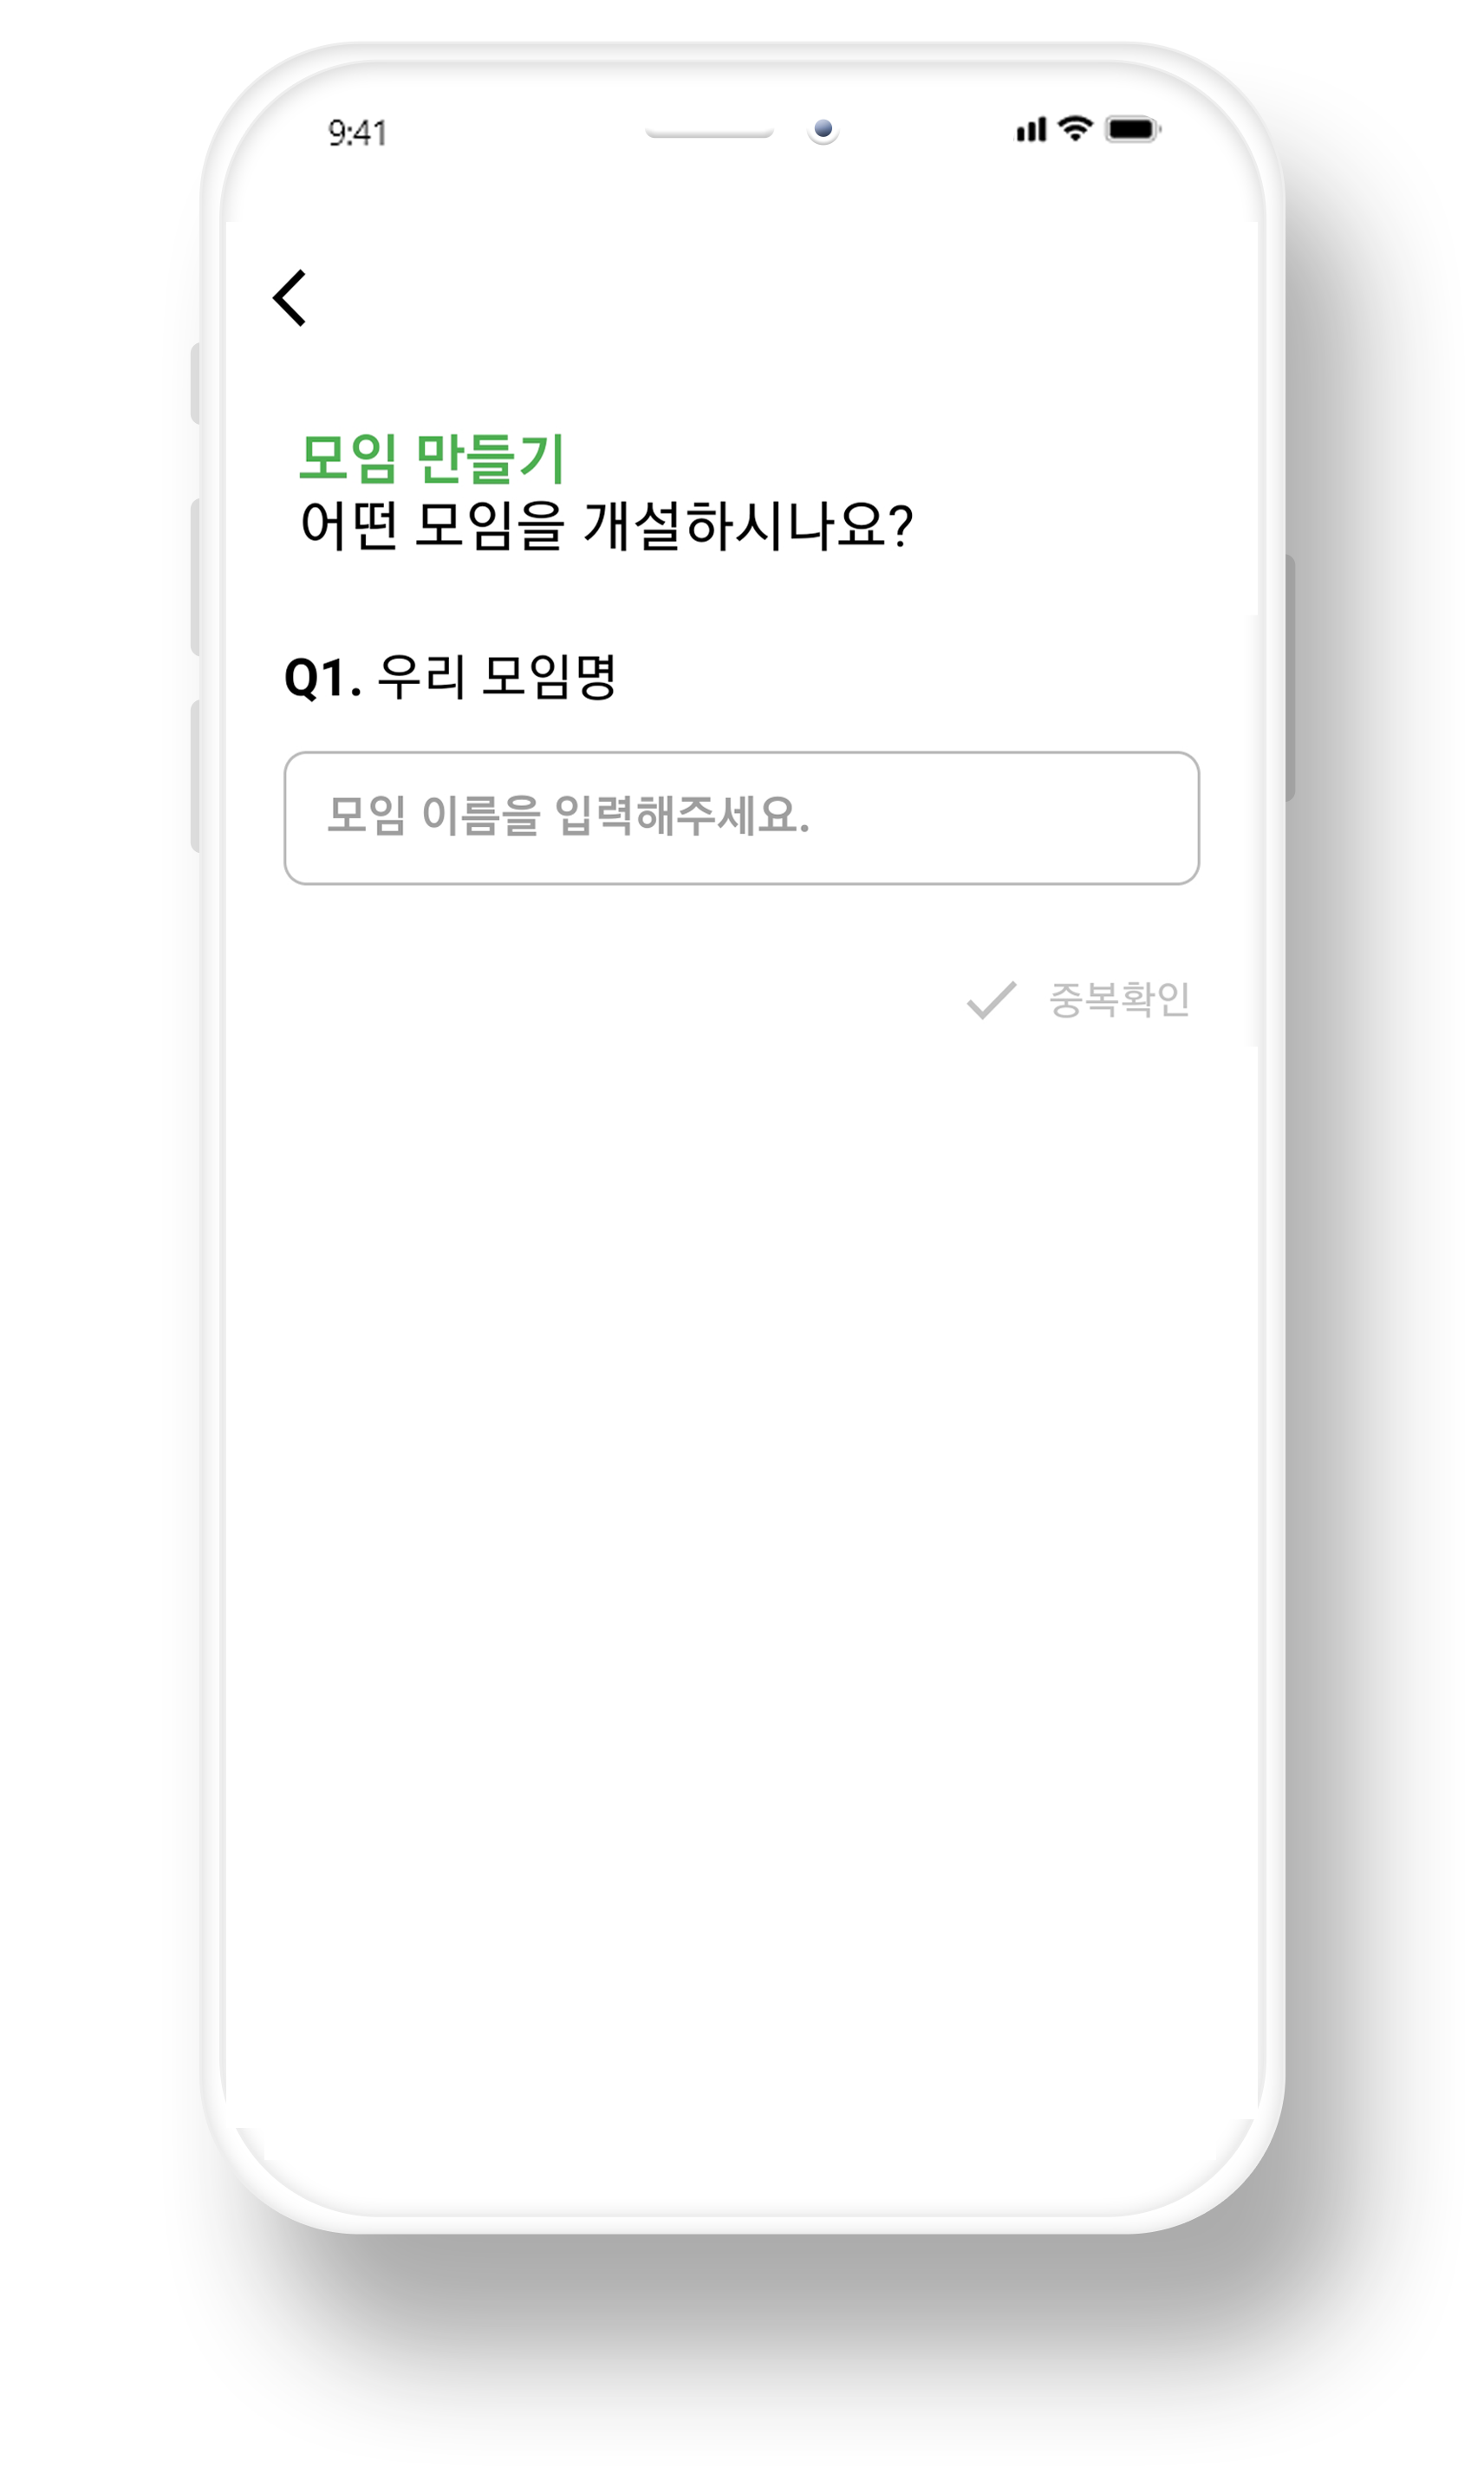 9:41
모임 만들기
어떤 모임을 개설하시나요?
Q1. 우리 모임명
모임 이름을 입력해주세요.
중복확인